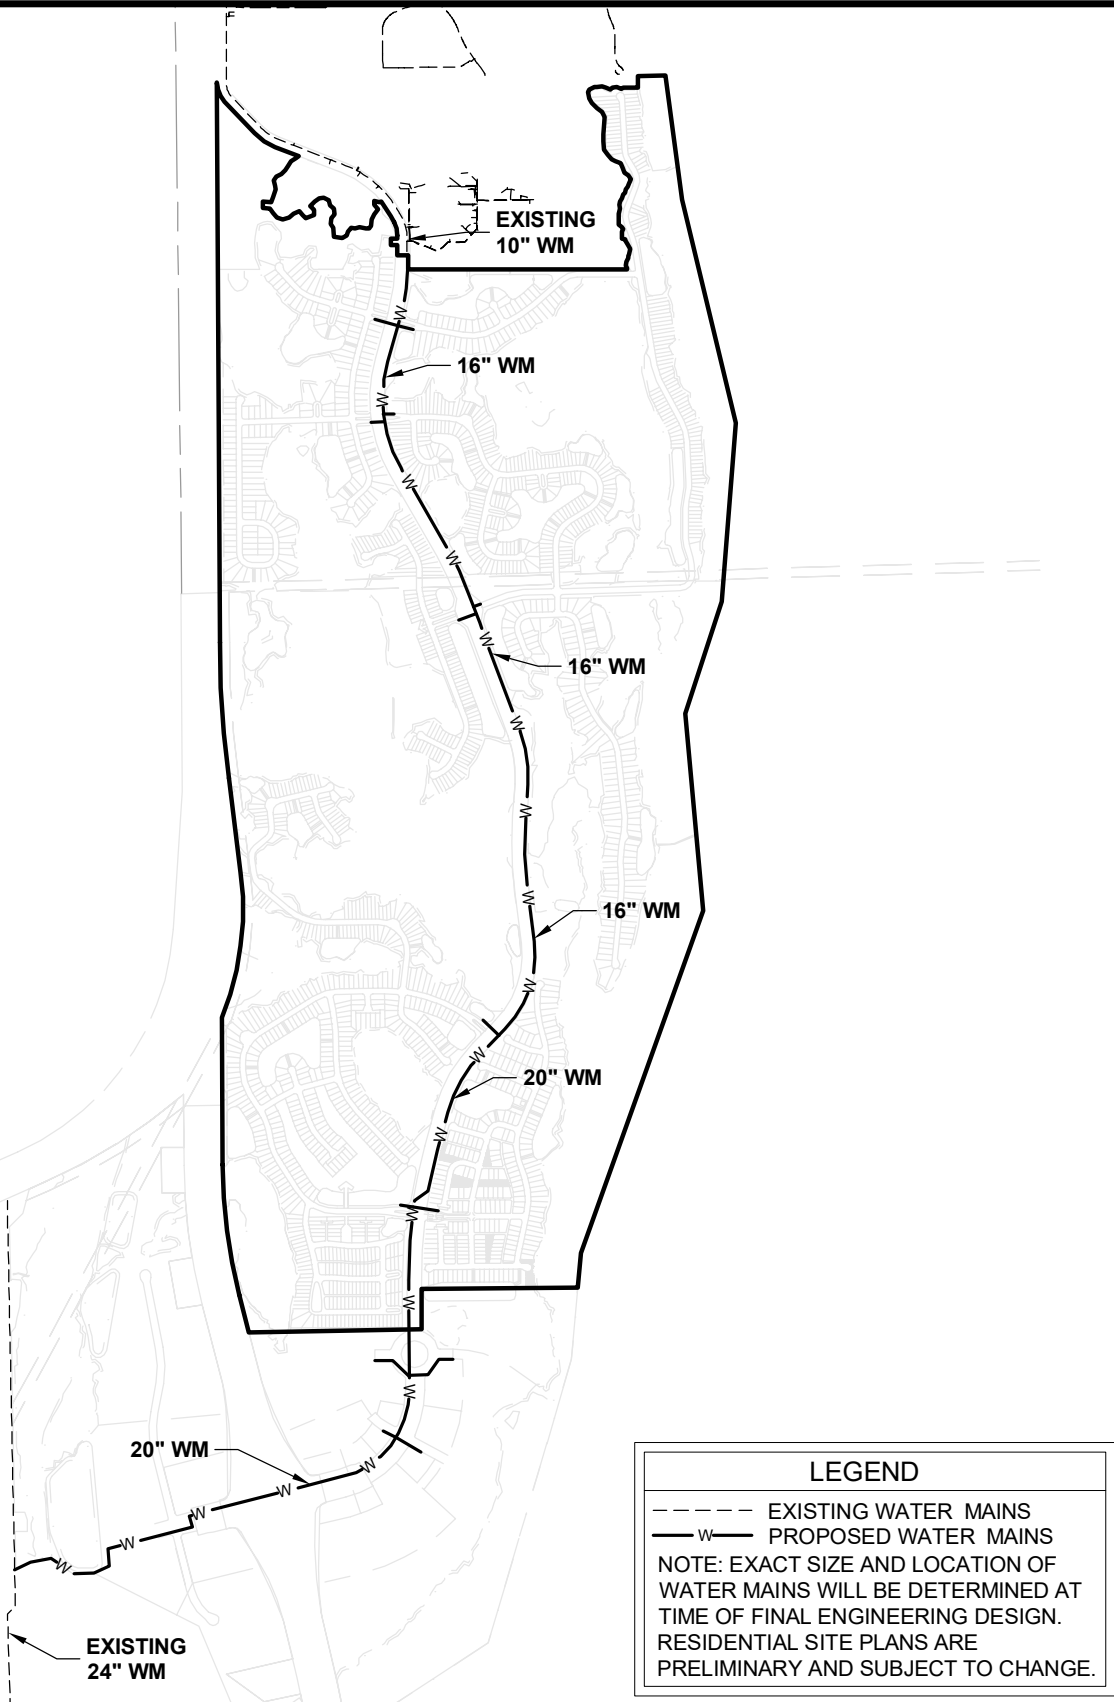 EXISTING
10" WM
W
16" WM
W
W
W
W
16" WM
W
W
W
16" WM
W
W
20" WM
W
W
W
W
20" WM
W
W
W
W
W
EXISTING
24" WM
LEGEND
EXISTING WATER MAINS
W PROPOSED WATER MAINS
NOTE: EXACT SIZE AND LOCATION OF
WATER MAINS WILL BE DETERMINED AT
TIME OF FINAL ENGINEERING DESIGN.
RESIDENTIAL SITE PLANS ARE
PRELIMINARY AND SUBJECT TO CHANGE.